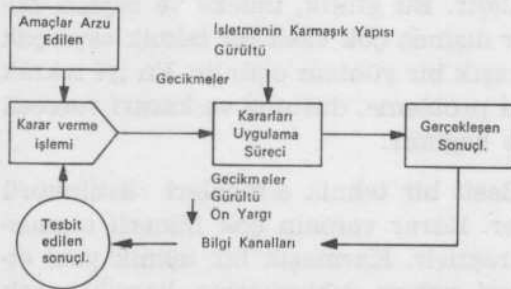 Amaçlar Arzu
Edilen
İşletmenin Karmaşık Yapısı
Gürültü
Gecikmeler
Karar verme
işlemi
Kararları
Uygulama
Süreci
Gerçekleşen
Sonuçl.
Gecikmeler
Gürültü
Ön Yargı
Bilgi Kanalları
Tesbit
edilen
sonuçl.